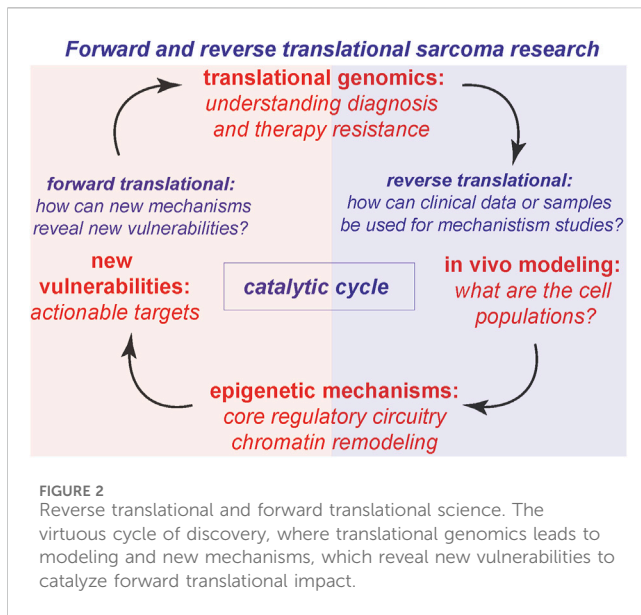 Forward and reverse translational sarcoma research
translational genomics:
understanding diagnosis
and therapy resistance
forward translational:
how can new mechanisms
reveal new vulnerabilities?
reverse translational:
how can clinical data or samples
be used for mechanistism studies?
new
vulnerabilities:
actionable targets
catalytic cycle
in vivo modeling:
what are the cell
populations?
epigenetic mechanisms:
core regulatory circuitry
chromatin remodeling
FIGURE 2
Reverse translational and forward translational science. The
virtuous cycle of discovery, where translational genomics leads to
modeling and new mechanisms, which reveal new vulnerabilities to
catalyze forward translational impact.